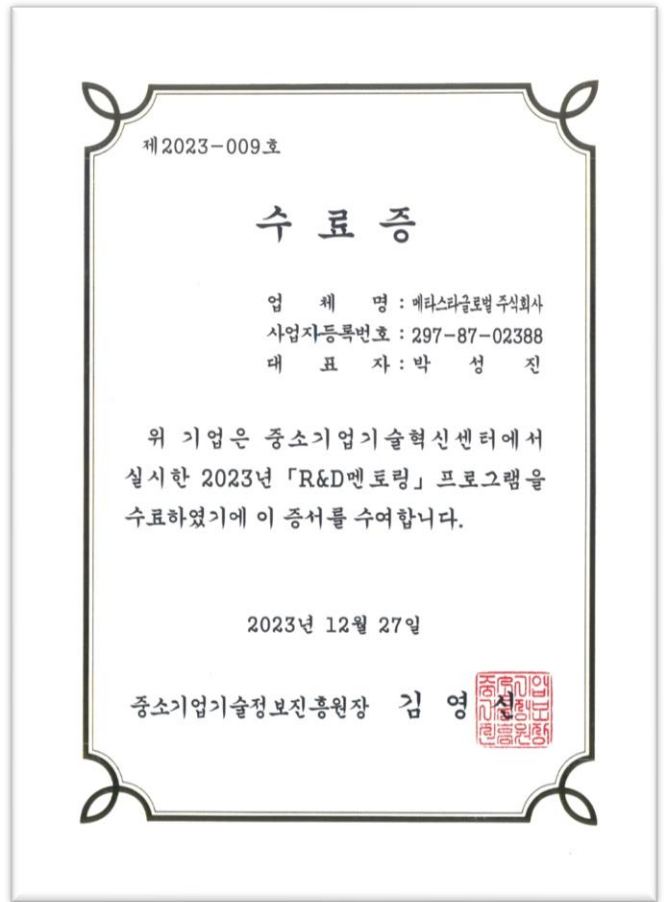 제2023-009호
수 료 증
업 체 명 : 메타스타글로벌 주식회사
사업자등록번호 : 297-87-02388
대 표 자 : 박 성 진
위 기업은 중소기업기술혁신센터에서
실시한 2023년 「R&D멘토링」 프로그램을
수료하였기에 이 증서를 수여합니다.
2023년 12월 27일
중소기업기술정보진흥원장 김 영